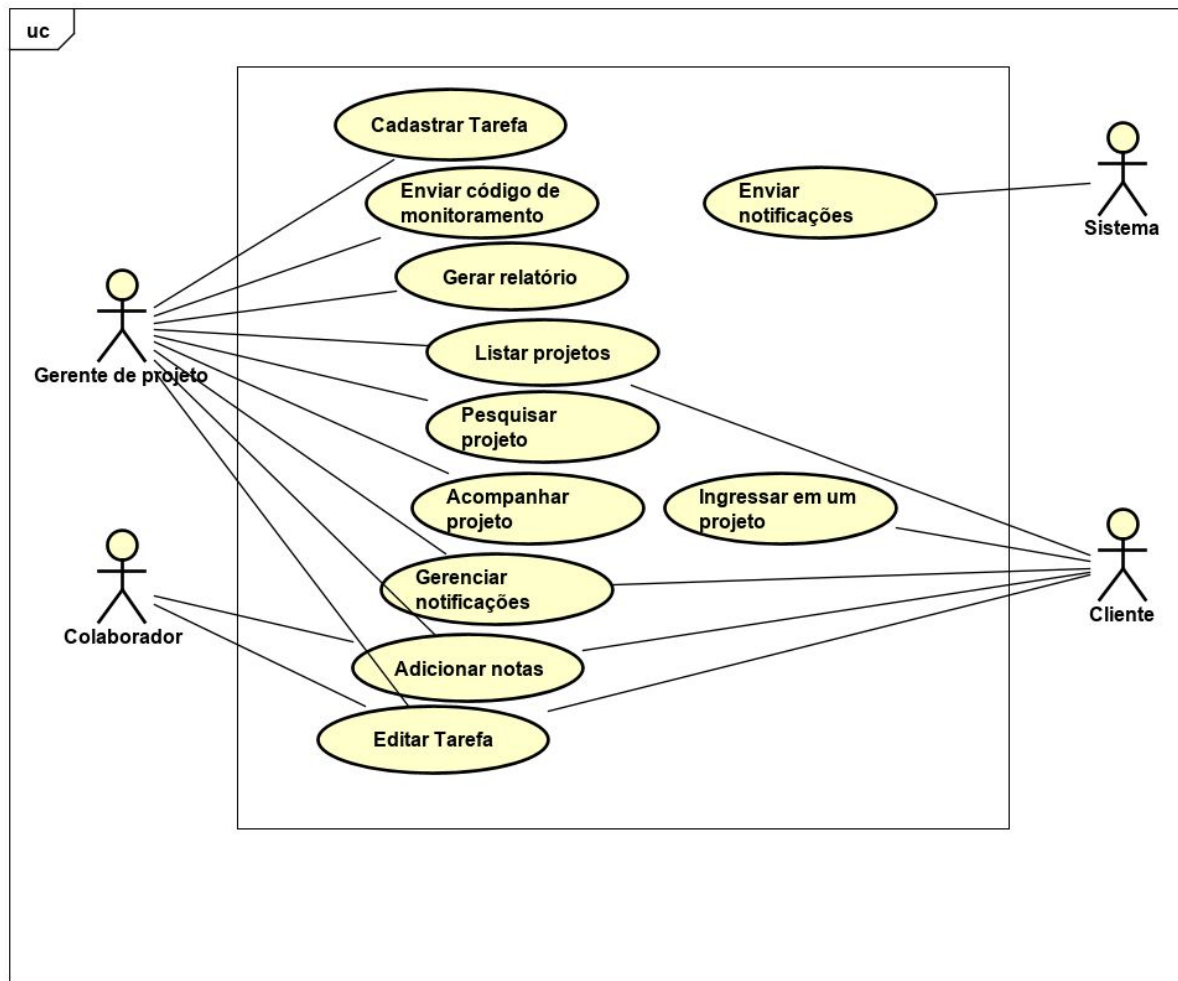 uc
Cadastrar Tarefa
Enviar código de
monitoramento
Enviar
notificações
Sistema
Gerar relatório
Gerente de projeto
Listar projetos
Pesquisar
projeto
Acompanhar
projeto
Ingressar em um
projeto
Colaborador
Gerenciar
notificações
Cliente
Adicionar notas
Editar Tarefa